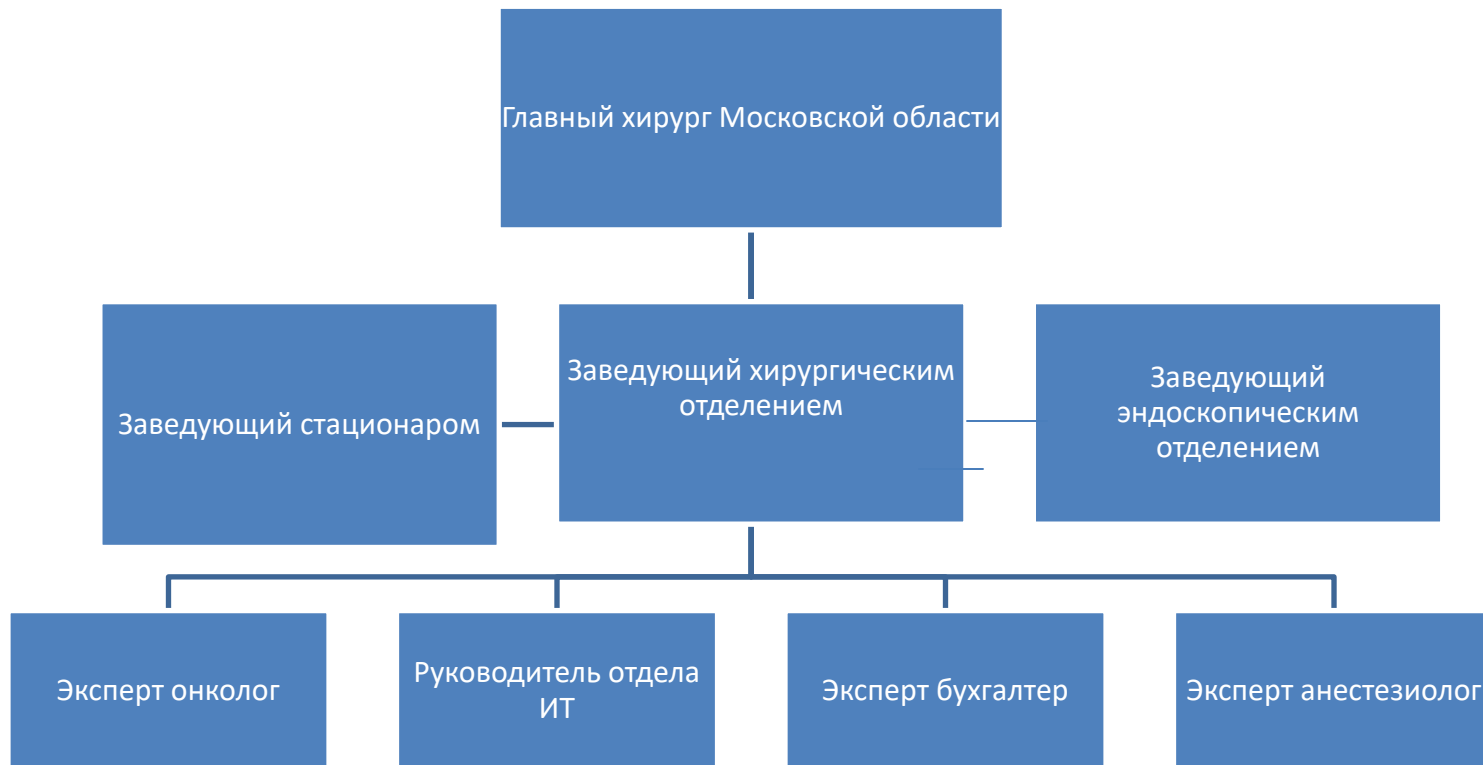 Главный хирург Московской области
Заведующий стационаром
Заведующий хирургическим
отделением
Заведующий
эндоскопическим
отделением
Эксперт онколог
Руководитель отдела
ИТ
Эксперт бухгалтер
Эксперт анестезиолог